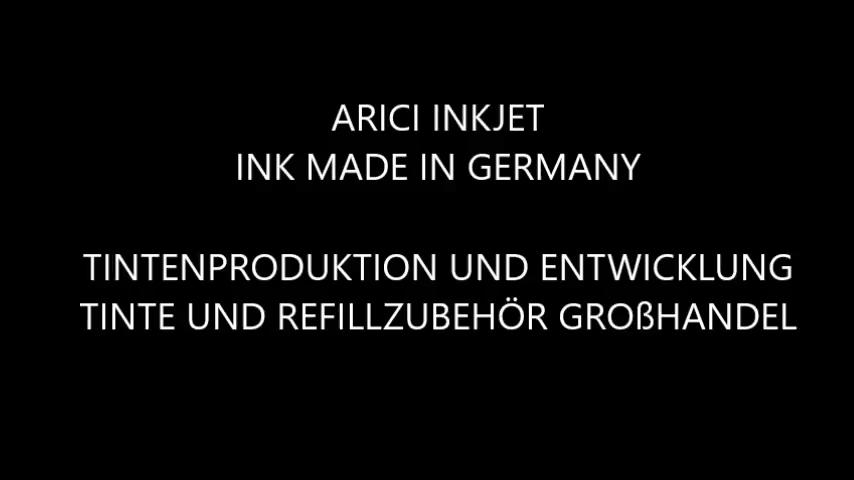 ARICI INKJET
INK MADE IN GERMANY
TINTENPRODUKTION UND ENTWICKLUNG
TINTE UND REFILLZUBEHÖR GROßHANDEL